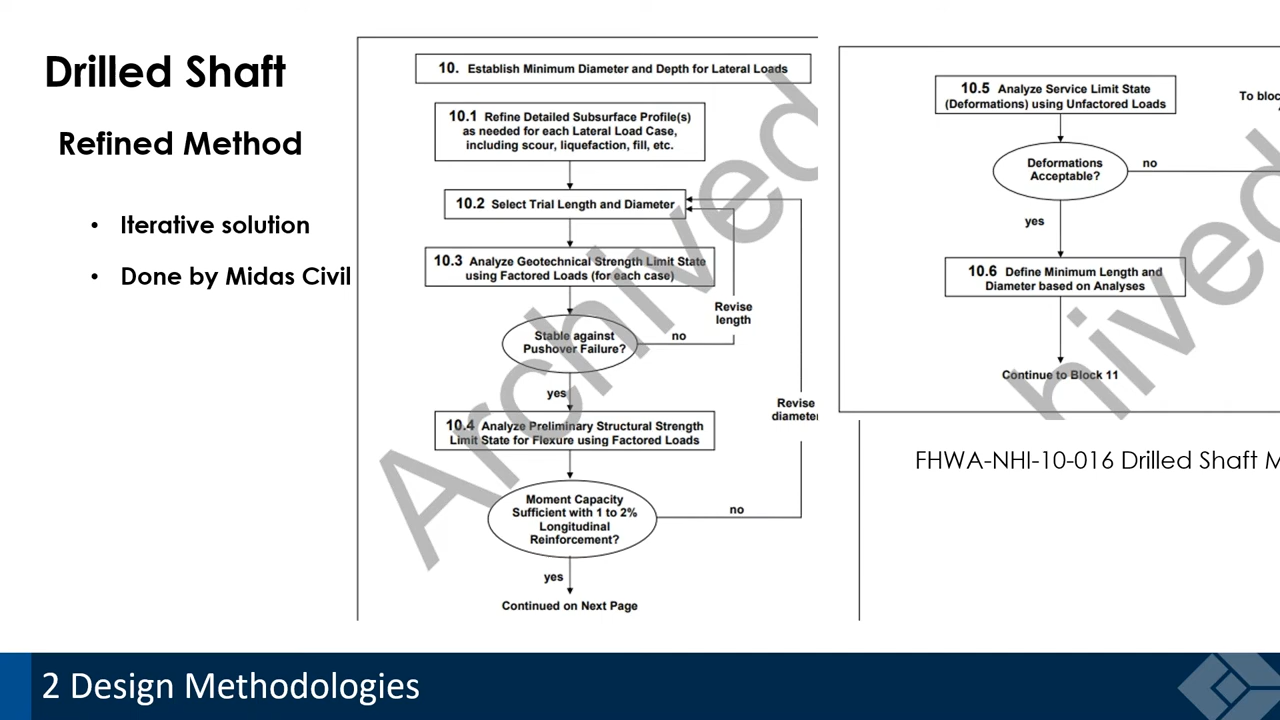 Drilled Shaft
Refined Method
• Iterative solution
• Done by Midas Civil
10. Establish Minimum Diameter and Depth for Lateral Loads
10.1 Refine Detailed Subsurface Profile(s)
as needed for each Lateral Load Case,
including scour, liquefaction, fill, etc.
10.2 Select Trial Length and Diameter
10.3 Analyze Geotechnical Strength Limit State
using Factored Loads (for each case)
Revise
length
Stable against
Pushover Failure?
no
yes
Revise
diameter
10.4 Analyze Preliminary Structural Strength
Limit State for Flexure using Factored Loads
Moment Capacity
Sufficient with 1 to 2%
Longitudinal
Reinforcement?
no
yes
Continued on Next Page
Archived
10.5 Analyze Service Limit State
(Deformations) using Unfactored Loads
To bloc
Deformations
Acceptable?
no
yes
10.6 Define Minimum Length and
Diameter based on Analyses
Continue to Block 11
hived
FHWA-NHI-10-016 Drilled Shaft M
2 Design Methodologies